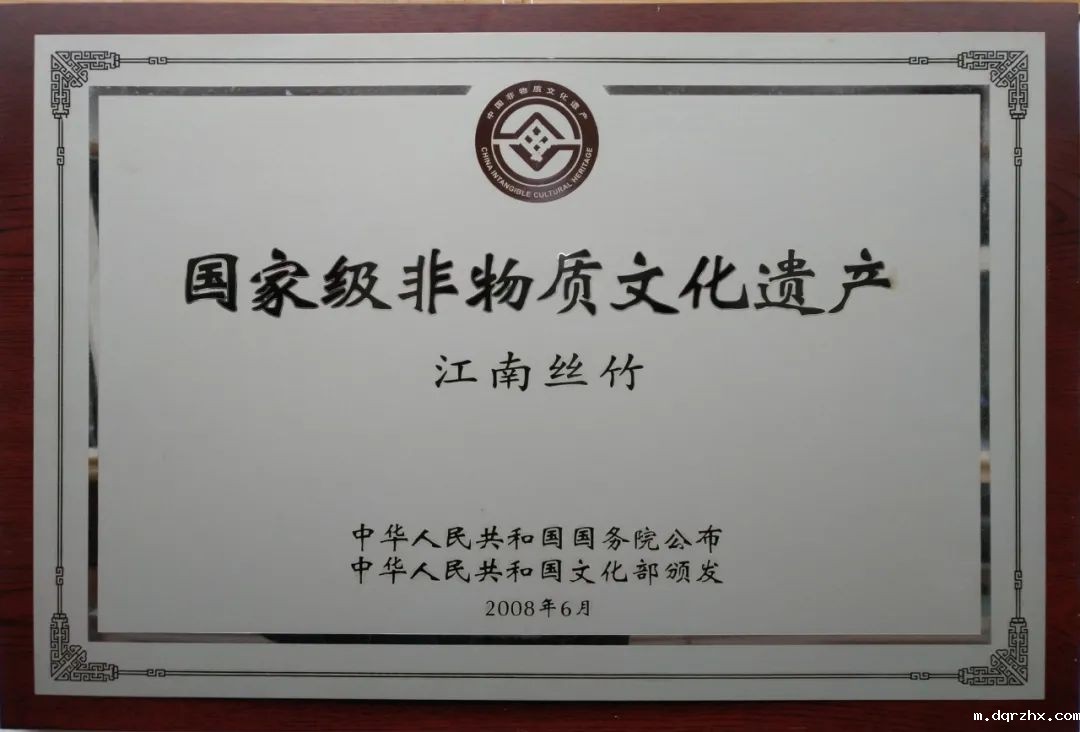 中国非物质文化遗产
CHINA INTANGIBLE CULTURAL HERITAGE
国家级非物质文化遗产
江南丝竹
中华人民共和国国务院公布
中华人民共和国文化部颁发
2008年6月
m.dqrzhx.com